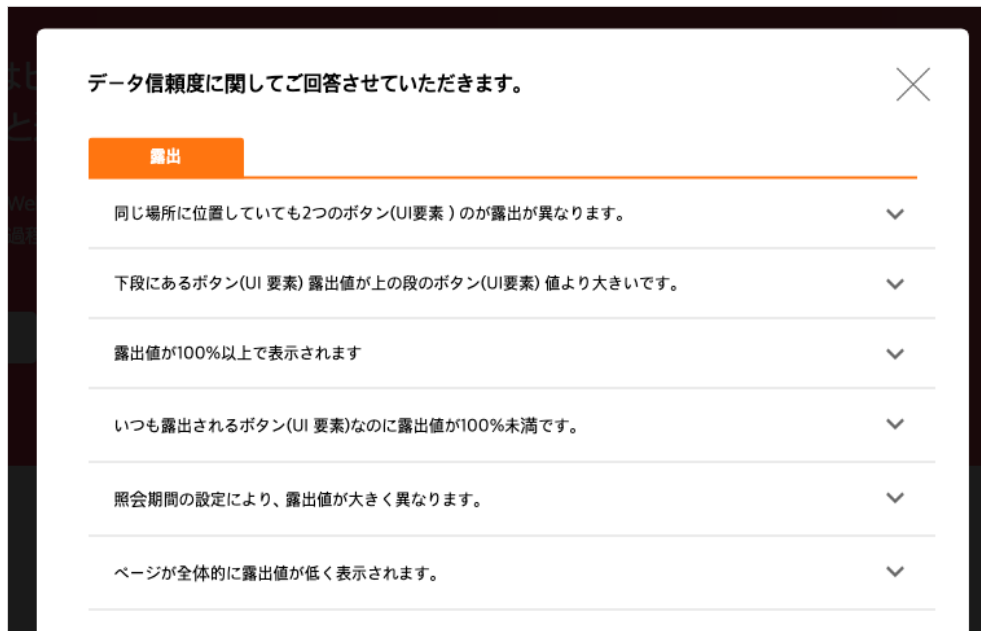 データ信頼度に関してご回答させていただきます。
露出
同じ場所に位置していても2つのボタン(UI要素 ) のが露出が異なります。
下段にあるボタン(UI 要素) 露出値が上の段のボタン(UI要素) 値より大きいです。
露出値が100%以上で表示されます
いつも露出されるボタン(UI 要素)なのに露出値が100%未満です。
照会期間の設定により、露出値が大きく異なります。
ページが全体的に露出値が低く表示されます。